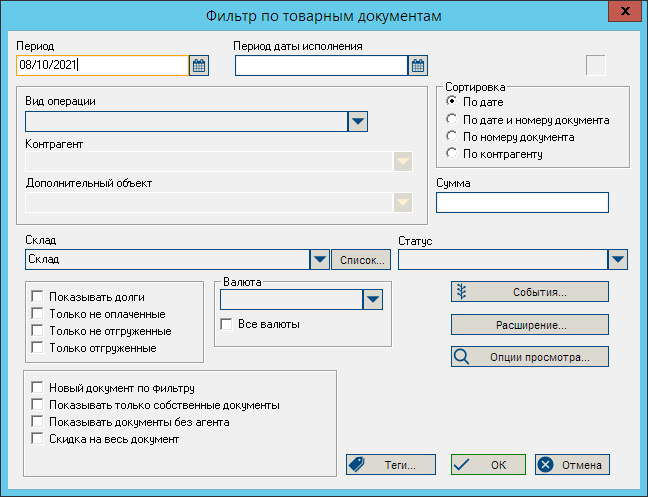 Фильтр по товарным документам
x
Период
Период даты исполнения
08/10/2021
Вид операции
Контрагент
Дополнительный объект
Сортировка
По дате
По дате и номеру документа
По номеру документа
По контрагенту
Сумма
Склад
Статус
Склад
Список...
Показывать долги
Только не оплаченные
Только не отгруженные
Только отгруженные
Валюта
Все валюты
События...
Расширение...
Опции просмотра...
Новый документ по фильтру
Показывать только собственные документы
Показывать документы без агента
Скидка на весь документ
Теги...
OK
Отмена